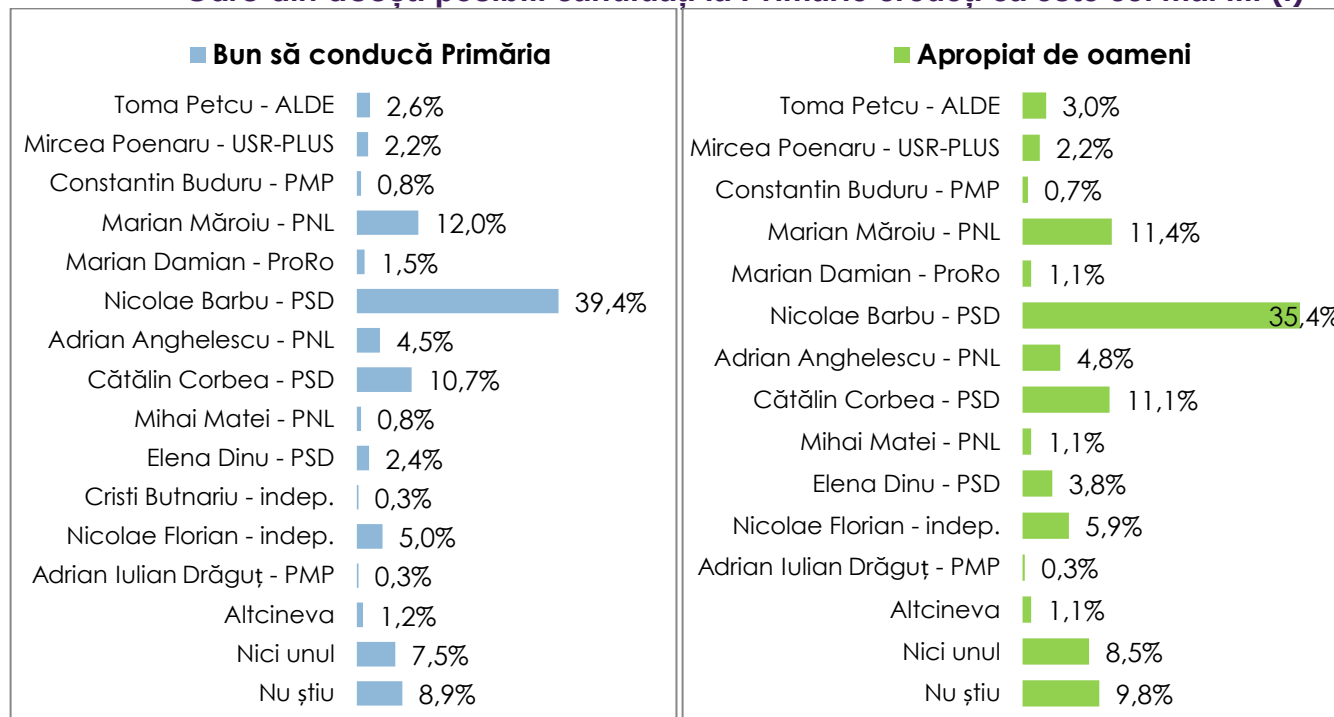 Bun să conducă Primăria
Toma Petcu - ALDE 2,6%
Mircea Poenaru - USR-PLUS 2,2%
Constantin Buduru - PMP 0,8%
Marian Măroiu - PNL 12,0%
Marian Damian - ProRo 1,5%
Nicolae Barbu - PSD 39,4%
Adrian Anghelescu - PNL 4,5%
Cătălin Corbea - PSD 10,7%
Mihai Matei - PNL 0,8%
Elena Dinu - PSD 2,4%
Cristi Butnariu - indep. 0,3%
Nicolae Florian - indep. 5,0%
Adrian Iulian Drăguț - PMP 0,3%
Altcineva 1,2%
Nici unul 7,5%
Nu știu 8,9%
Apropiat de oameni
Toma Petcu - ALDE 3,0%
Mircea Poenaru - USR-PLUS 2,2%
Constantin Buduru - PMP 0,7%
Marian Măroiu - PNL 11,4%
Marian Damian - ProRo 1,1%
Nicolae Barbu - PSD 35,4%
Adrian Anghelescu - PNL 4,8%
Cătălin Corbea - PSD 11,1%
Mihai Matei - PNL 1,1%
Elena Dinu - PSD 3,8%
Nicolae Florian - indep. 5,9%
Adrian Iulian Drăguț - PMP 0,3%
Altcineva 1,1%
Nici unul 8,5%
Nu știu 9,8%